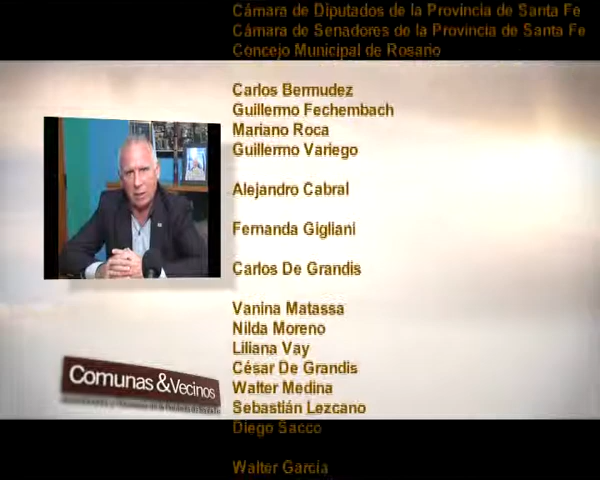 Cámara de Diputados de la Provincia de Santa Fe
Cámara de Senadores de la Provincia de Santa Fe
Concejo Municipal de Rosario
Carlos Bermudez
Guillermo Fechembach
Mariano Roca
Guillermo Variego
Alejandro Cabral
Fernanda Gigliani
Carlos De Grandis
Vanina Matassa
Nilda Moreno
Liliana Vay
César De Grandis
Walter Medina
Sebastián Lezcano
Diego Sacco
Walter García
Comunas & Vecinos